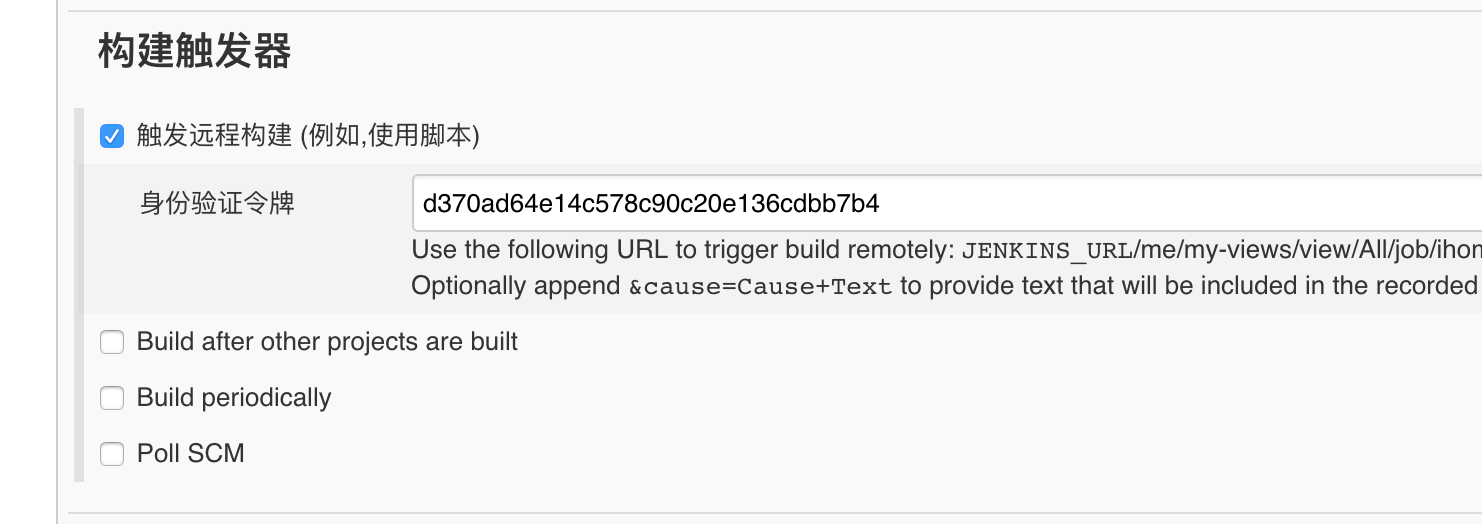 构建触发器
触发远程构建 (例如,使用脚本)
身份验证令牌 d370ad64e14c578c90c20e136cdbb7b4
Use the following URL to trigger build remotely: JENKINS_URL/me/my-views/view/All/job/ihom
Optionally append &cause=Cause+Text to provide text that will be included in the recorded
Build after other projects are built
Build periodically
Poll SCM